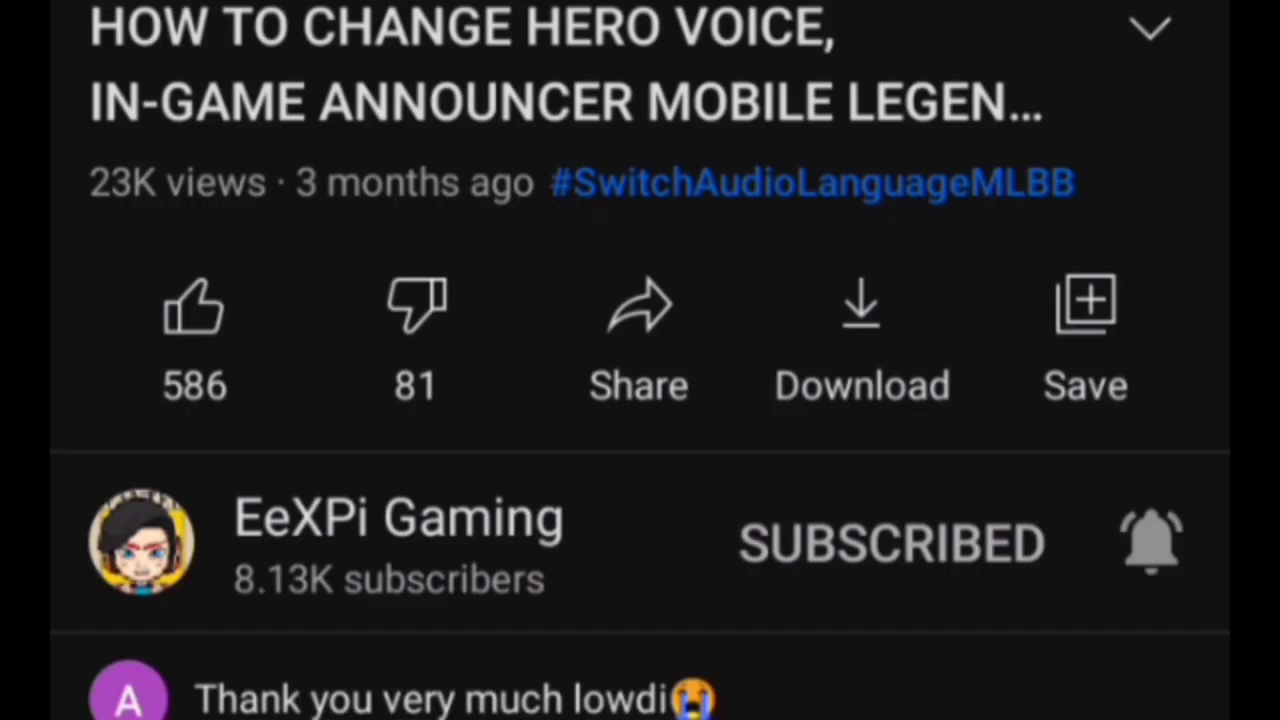 HOW TO CHANGE HERO VOICE,
IN-GAME ANNOUNCER MOBILE LEGEN...
23K views · 3 months ago #SwitchAudioLanguageMLBB
586 81 Share Download Save
EeXPi Gaming
SUBSCRIBED
8.13K subscribers
A Thank you very much lowdi😭